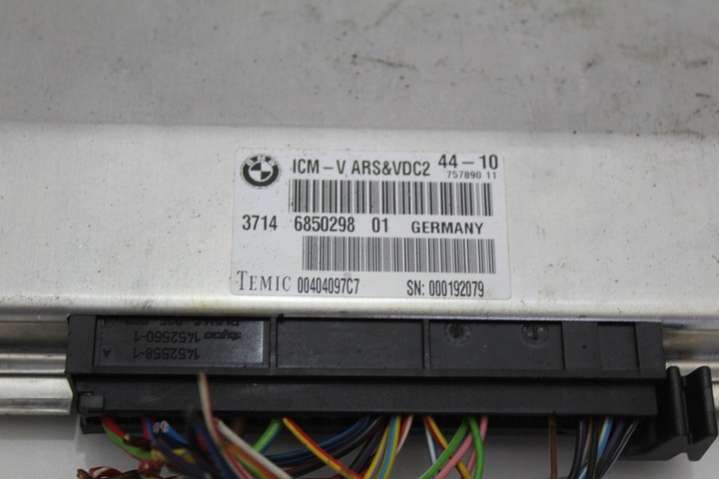 ICM-V ARS&VDC2 44-10
757890 11
3714 6850298 01 GERMANY
TEMIC 00404097C7 SN: 000192079
1452558-1
1452560-1
tyco